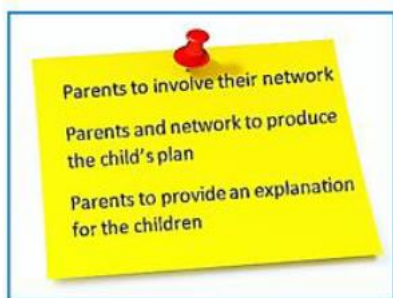 Parents to involve their network
Parents and network to produce
the child's plan
Parents to provide an explanation
for the children